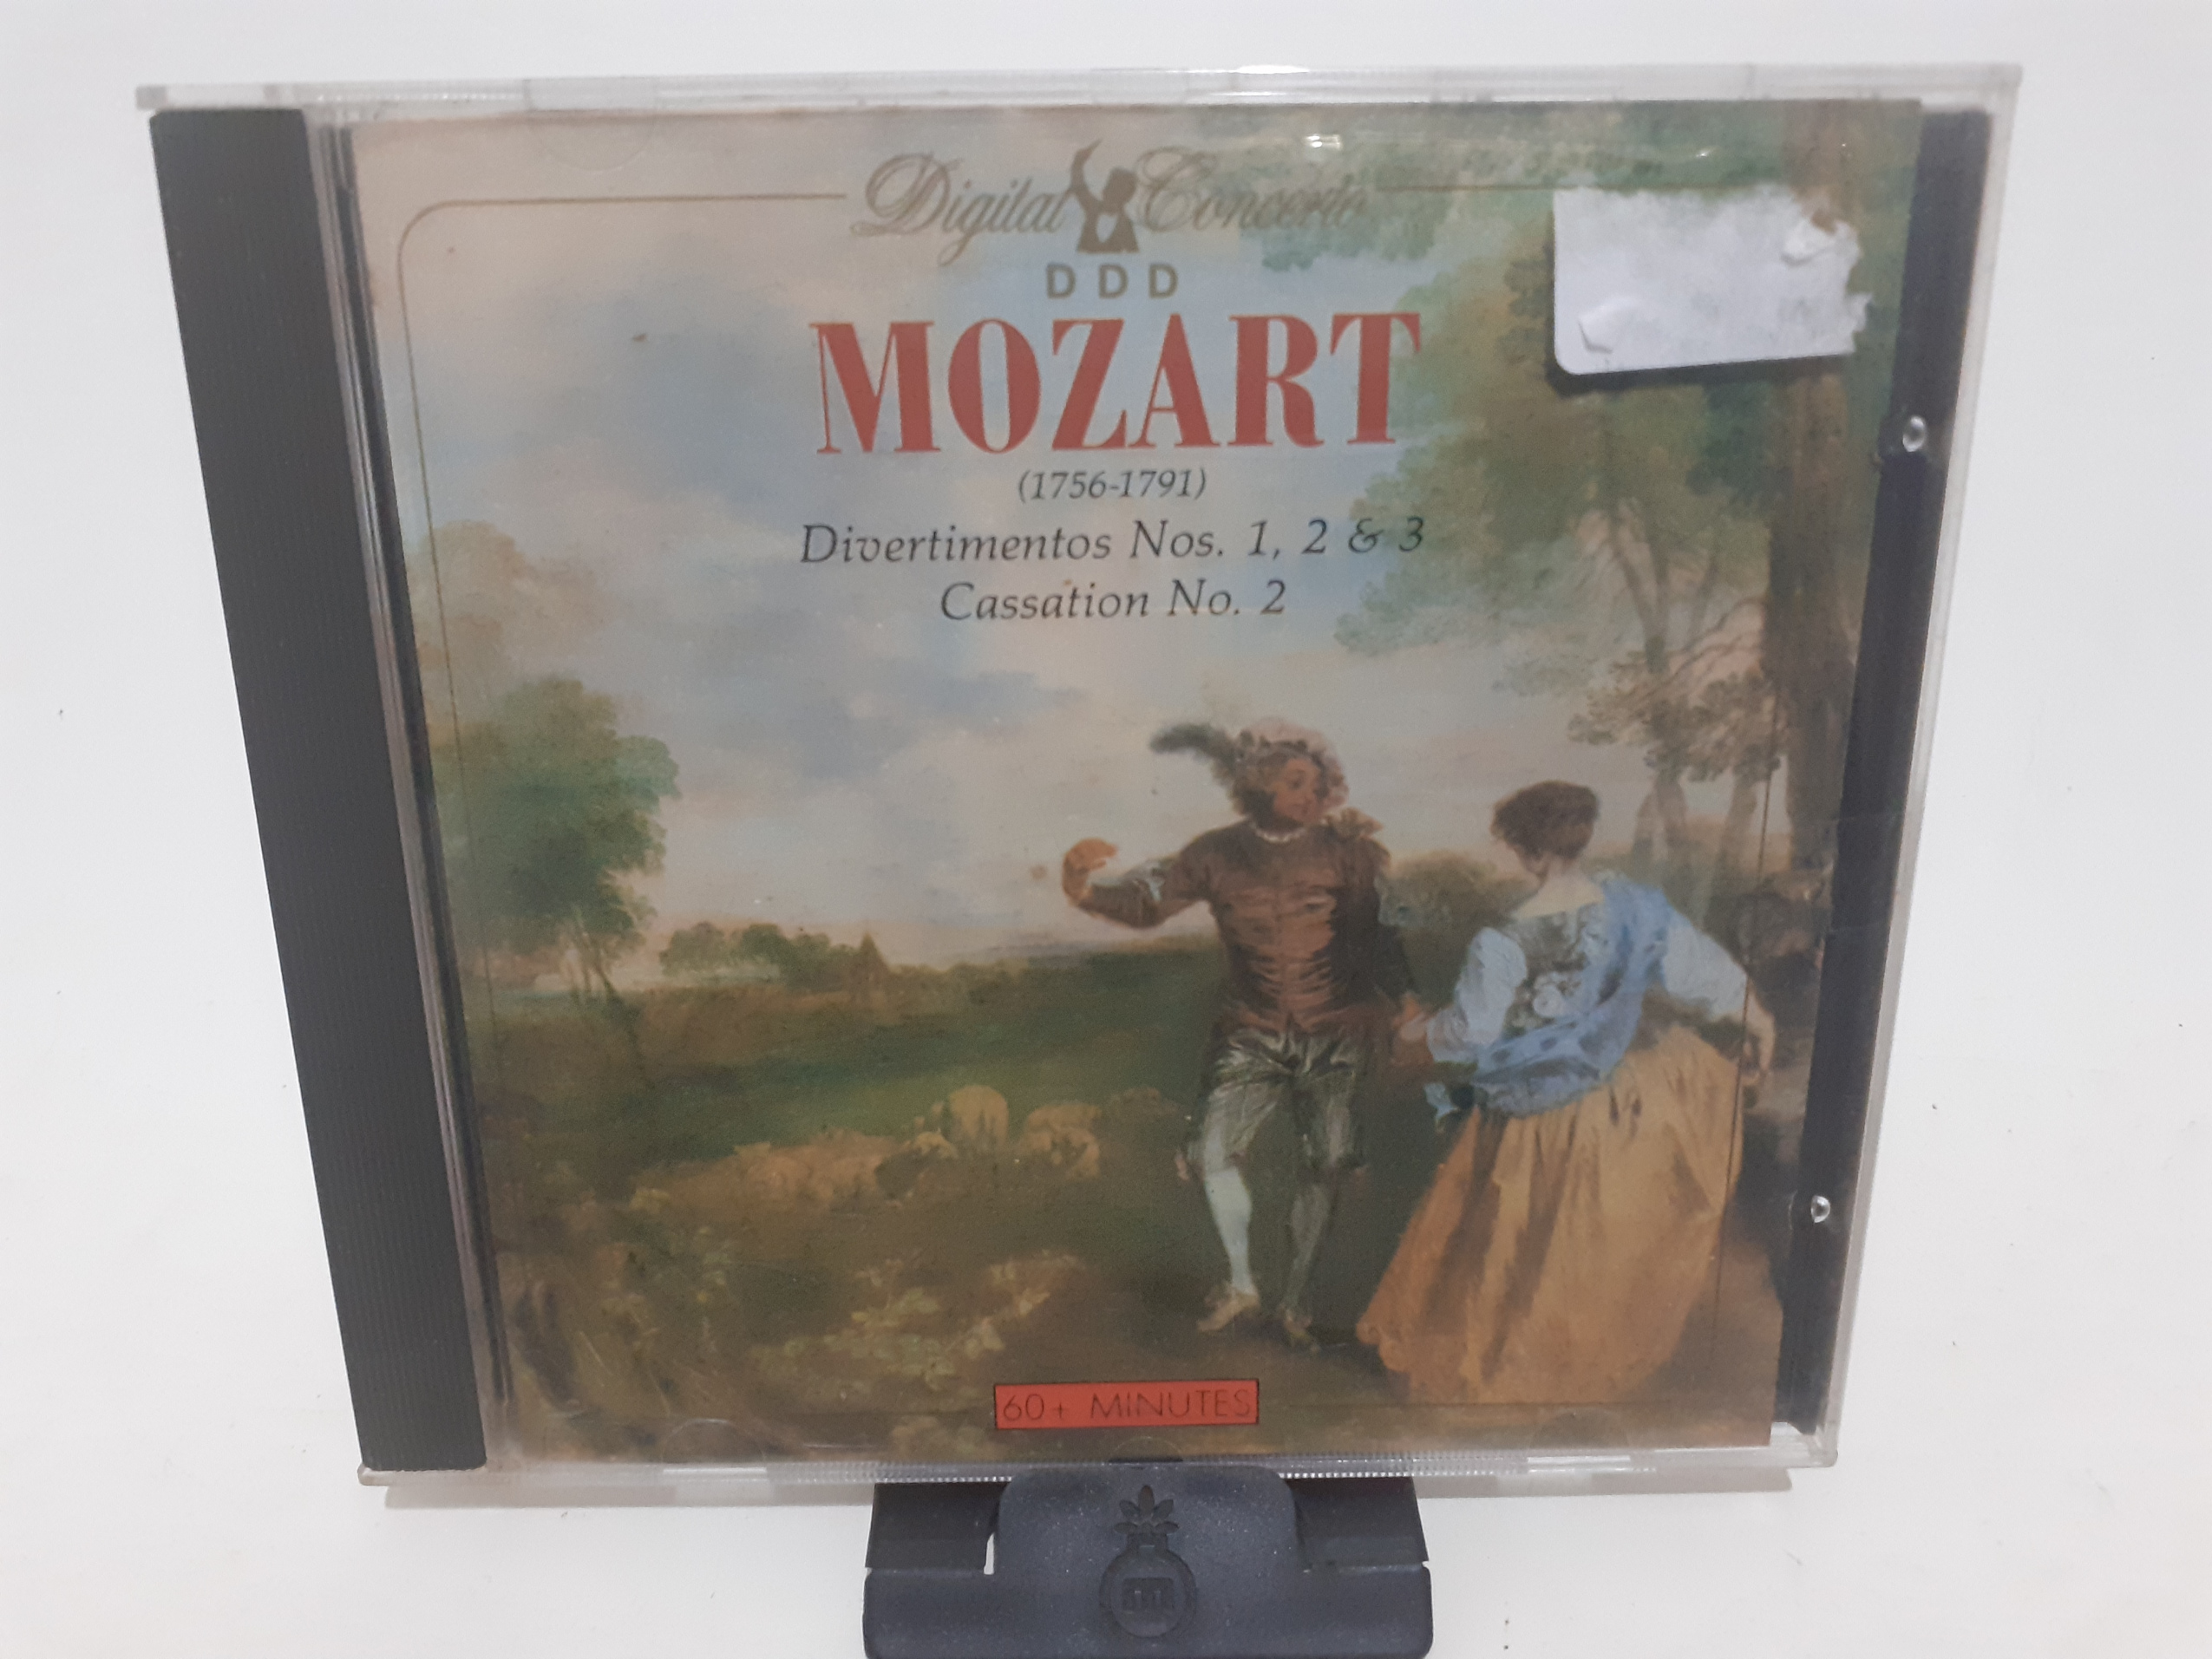 Digital Concerto
DDD
MOZART
(1756-1791)
Divertimentos Nos. 1, 2 & 3
Cassation No. 2
60+ MINUTES